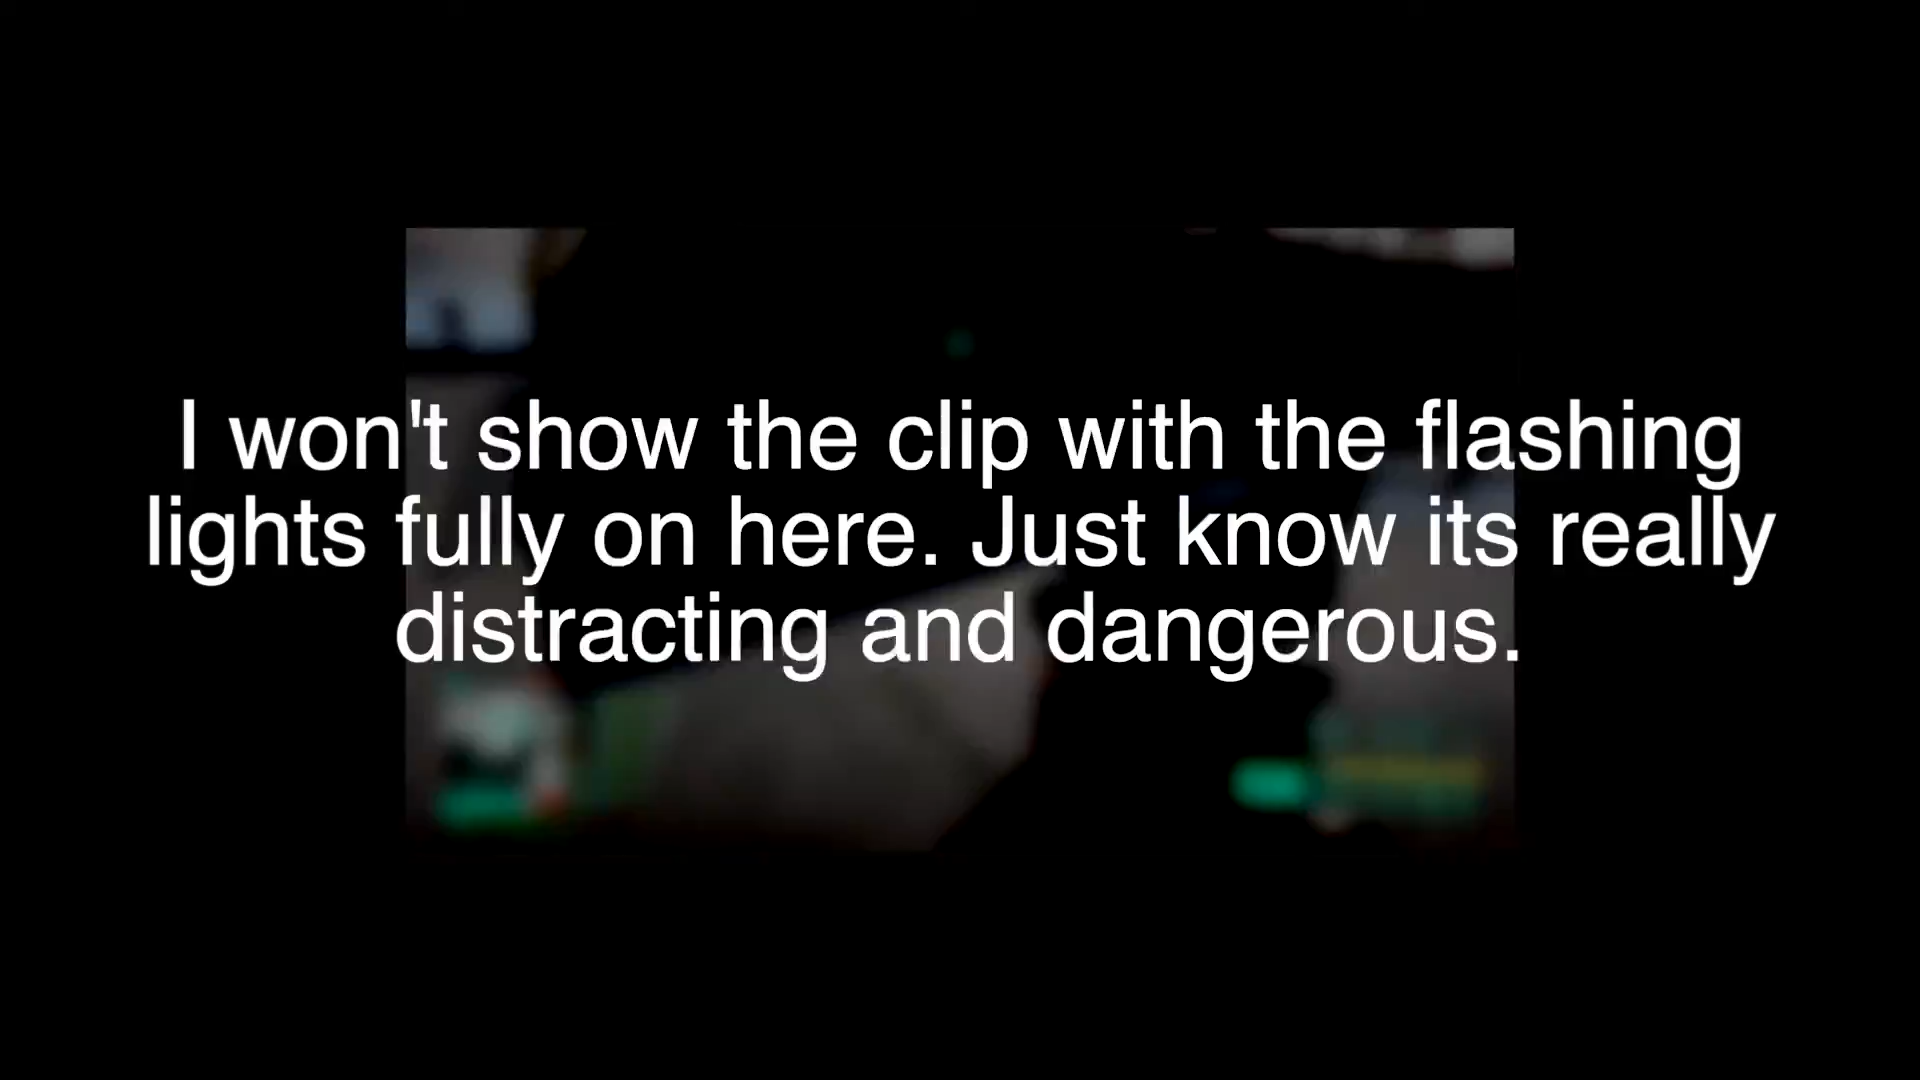 I won't show the clip with the flashing
lights fully on here. Just know its really
distracting and dangerous.